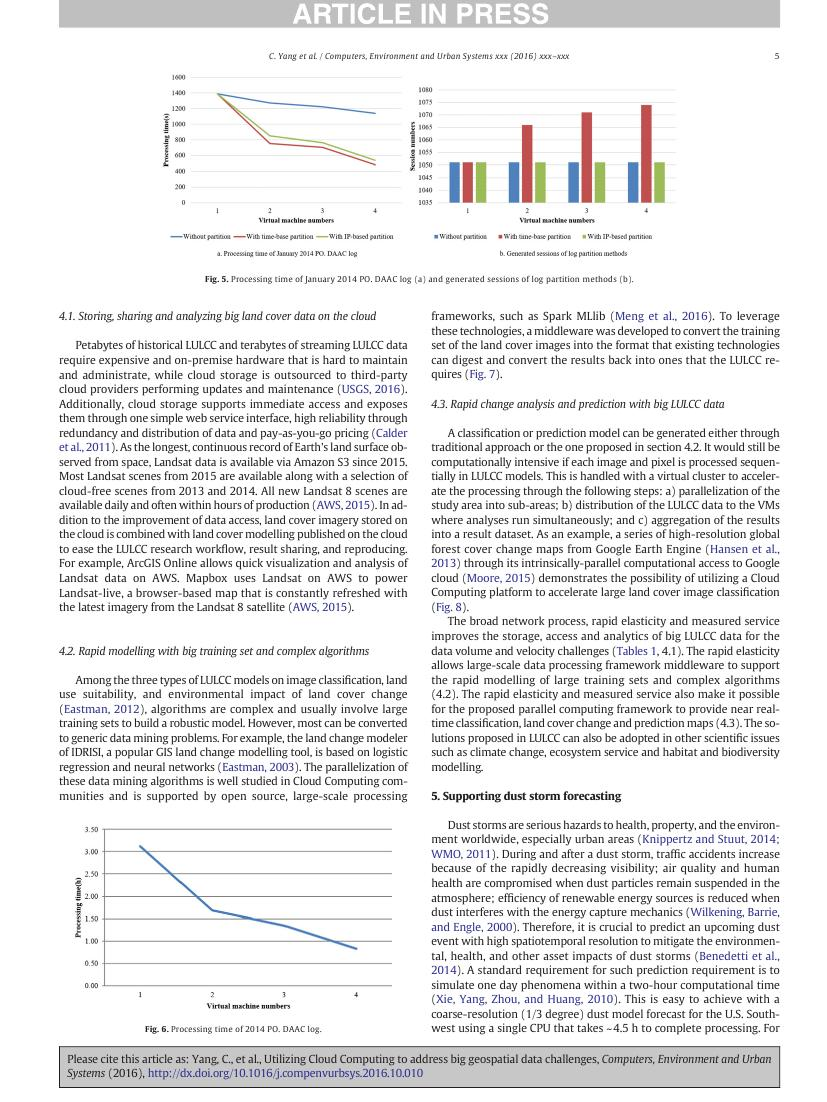 ARTICLE IN PRESS
C. Yang et al. / Computers, Environment and Urban Systems xxx (2016) xxx–xxx
5
1600
1400
1200
1000
800
600
400
200
0
Processing time(s)
1 2 3 4
Virtual machine numbers
Without partition With time-base partition With IP-based partition
a. Processing time of January 2014 PO. DAAC log
1080
1075
1070
1065
1060
1055
1050
1045
1040
1035
Session numbers
1 2 3 4
Virtual machine numbers
Without partition With time-base partition With IP-based partition
b. Generated sessions of log partition methods
Fig. 5. Processing time of January 2014 PO. DAAC log (a) and generated sessions of log partition methods (b).
4.1. Storing, sharing and analyzing big land cover data on the cloud
Petabytes of historical LULCC and terabytes of streaming LULCC data
require expensive and on-premise hardware that is hard to maintain
and administrate, while cloud storage is outsourced to third-party
cloud providers performing updates and maintenance (USGS, 2016).
Additionally, cloud storage supports immediate access and exposes
them through one simple web service interface, high reliability through
redundancy and distribution of data and pay-as-you-go pricing (Calder
et al., 2011). As the longest, continuous record of Earth's land surface ob-
served from space, Landsat data is available via Amazon S3 since 2015.
Most Landsat scenes from 2015 are available along with a selection of
cloud-free scenes from 2013 and 2014. All new Landsat 8 scenes are
available daily and often within hours of production (AWS, 2015). In ad-
dition to the improvement of data access, land cover imagery stored on
the cloud is combined with land cover modelling published on the cloud
to ease the LULCC research workflow, result sharing, and reproducing.
For example, ArcGIS Online allows quick visualization and analysis of
Landsat data on AWS. Mapbox uses Landsat on AWS to power
Landsat-live, a browser-based map that is constantly refreshed with
the latest imagery from the Landsat 8 satellite (AWS, 2015).
4.2. Rapid modelling with big training set and complex algorithms
Among the three types of LULCC models on image classification, land
use suitability, and environmental impact of land cover change
(Eastman, 2012), algorithms are complex and usually involve large
training sets to build a robust model. However, most can be converted
to generic data mining problems. For example, the land change modeler
of IDRISI, a popular GIS land change modelling tool, is based on logistic
regression and neural networks (Eastman, 2003). The parallelization of
these data mining algorithms is well studied in Cloud Computing com-
munities and is supported by open source, large-scale processing
3.50
3.00
2.50
2.00
1.50
1.00
0.50
0.00
Processing time(h)
1 2 3 4
Virtual machine numbers
Fig. 6. Processing time of 2014 PO. DAAC log.
frameworks, such as Spark MLlib (Meng et al., 2016). To leverage
these technologies, a middleware was developed to convert the training
set of the land cover images into the format that existing technologies
can digest and convert the results back into ones that the LULCC re-
quires (Fig. 7).
4.3. Rapid change analysis and prediction with big LULCC data
A classification or prediction model can be generated either through
traditional approach or the one proposed in section 4.2. It would still be
computationally intensive if each image and pixel is processed sequen-
tially in LULCC models. This is handled with a virtual cluster to acceler-
ate the processing through the following steps: a) parallelization of the
study area into sub-areas; b) distribution of the LULCC data to the VMs
where analyses run simultaneously; and c) aggregation of the results
into a result dataset. As an example, a series of high-resolution global
forest cover change maps from Google Earth Engine (Hansen et al.,
2013) through its intrinsically-parallel computational access to Google
cloud (Moore, 2015) demonstrates the possibility of utilizing a Cloud
Computing platform to accelerate large land cover image classification
(Fig. 8).
The broad network process, rapid elasticity and measured service
improves the storage, access and analytics of big LULCC data for the
data volume and velocity challenges (Tables 1, 4.1). The rapid elasticity
allows large-scale data processing framework middleware to support
the rapid modelling of large training sets and complex algorithms
(4.2). The rapid elasticity and measured service also make it possible
for the proposed parallel computing framework to provide near real-
time classification, land cover change and prediction maps (4.3). The so-
lutions proposed in LULCC can also be adopted in other scientific issues
such as climate change, ecosystem service and habitat and biodiversity
modelling.
5. Supporting dust storm forecasting
Dust storms are serious hazards to health, property, and the environ-
ment worldwide, especially urban areas (Knippertz and Stuut, 2014;
WMO, 2011). During and after a dust storm, traffic accidents increase
because of the rapidly decreasing visibility; air quality and human
health are compromised when dust particles remain suspended in the
atmosphere; efficiency of renewable energy sources is reduced when
dust interferes with the energy capture mechanics (Wilkening, Barrie,
and Engle, 2000). Therefore, it is crucial to predict an upcoming dust
event with high spatiotemporal resolution to mitigate the environmen-
tal, health, and other asset impacts of dust storms (Benedetti et al.,
2014). A standard requirement for such prediction requirement is to
simulate one day phenomena within a two-hour computational time
(Xie, Yang, Zhou, and Huang, 2010). This is easy to achieve with a
coarse-resolution (1/3 degree) dust model forecast for the U.S. South-
west using a single CPU that takes ~4.5 h to complete processing. For
Please cite this article as: Yang, C., et al., Utilizing Cloud Computing to address big geospatial data challenges, Computers, Environment and Urban
Systems (2016), http://dx.doi.org/10.1016/j.compenvurbsys.2016.10.010